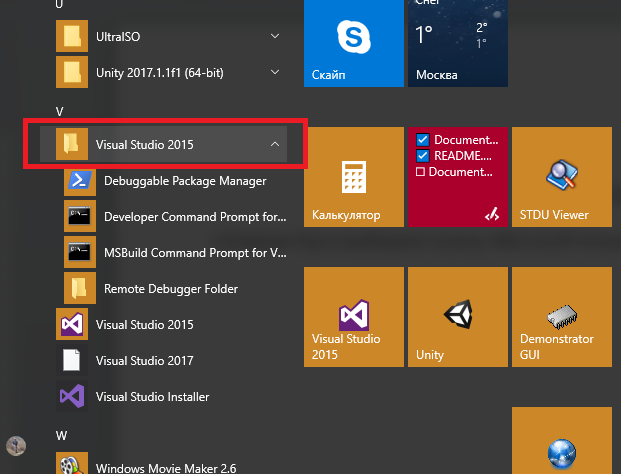 U
UltraISO
Unity 2017.1.1f1 (64-bit)
V
Visual Studio 2015
Debuggable Package Manager
Developer Command Prompt for...
MSBuild Command Prompt for V...
Remote Debugger Folder
Visual Studio 2015
Visual Studio 2017
Visual Studio Installer
W
Windows Movie Maker 2.6
Скайп
Снег
1°
2°
1°
Москва
Калькулятор
Document...
README....
Document...
STDU Viewer
Visual Studio
2015
Unity
Demonstrator
GUI